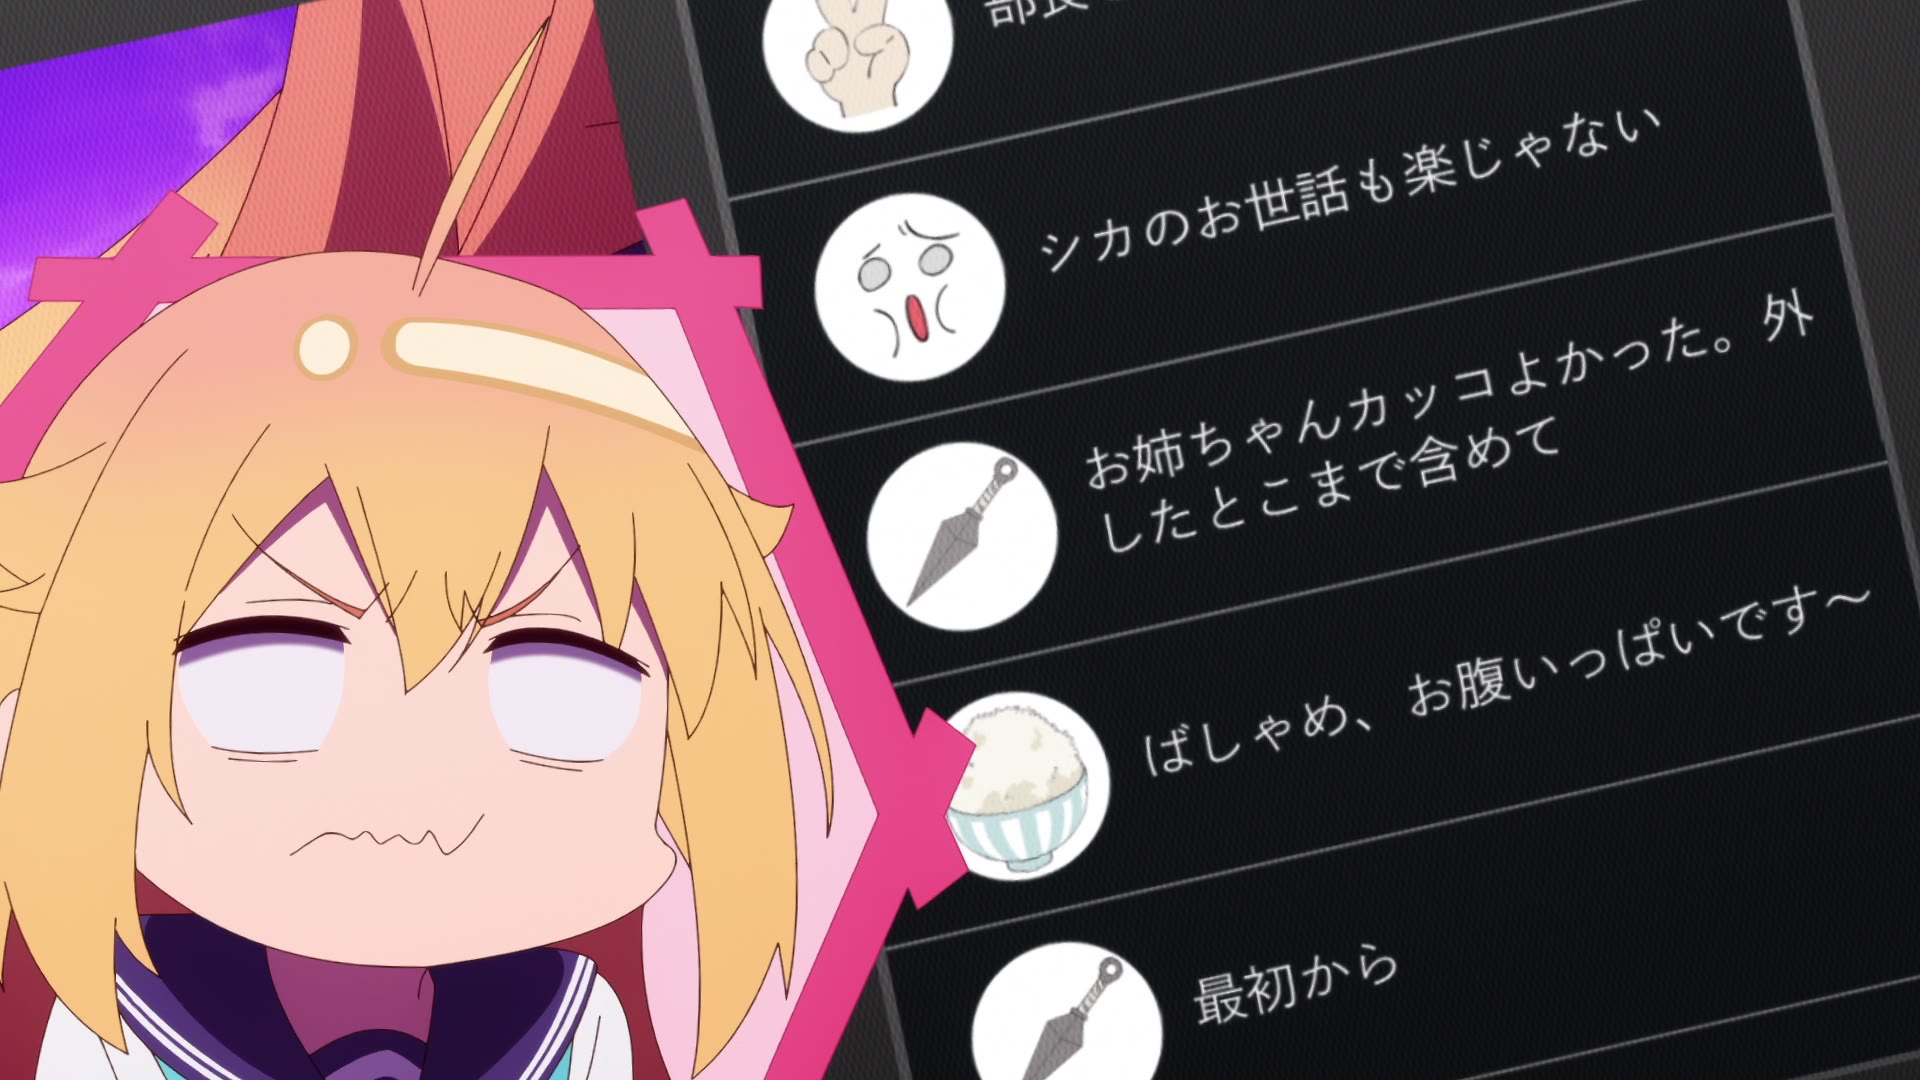 部長
シカのお世話も楽じゃない
お姉ちゃんカッコよかった。外
したとこまで含めて
ばしゃめ、お腹いっぱいです～
最初から